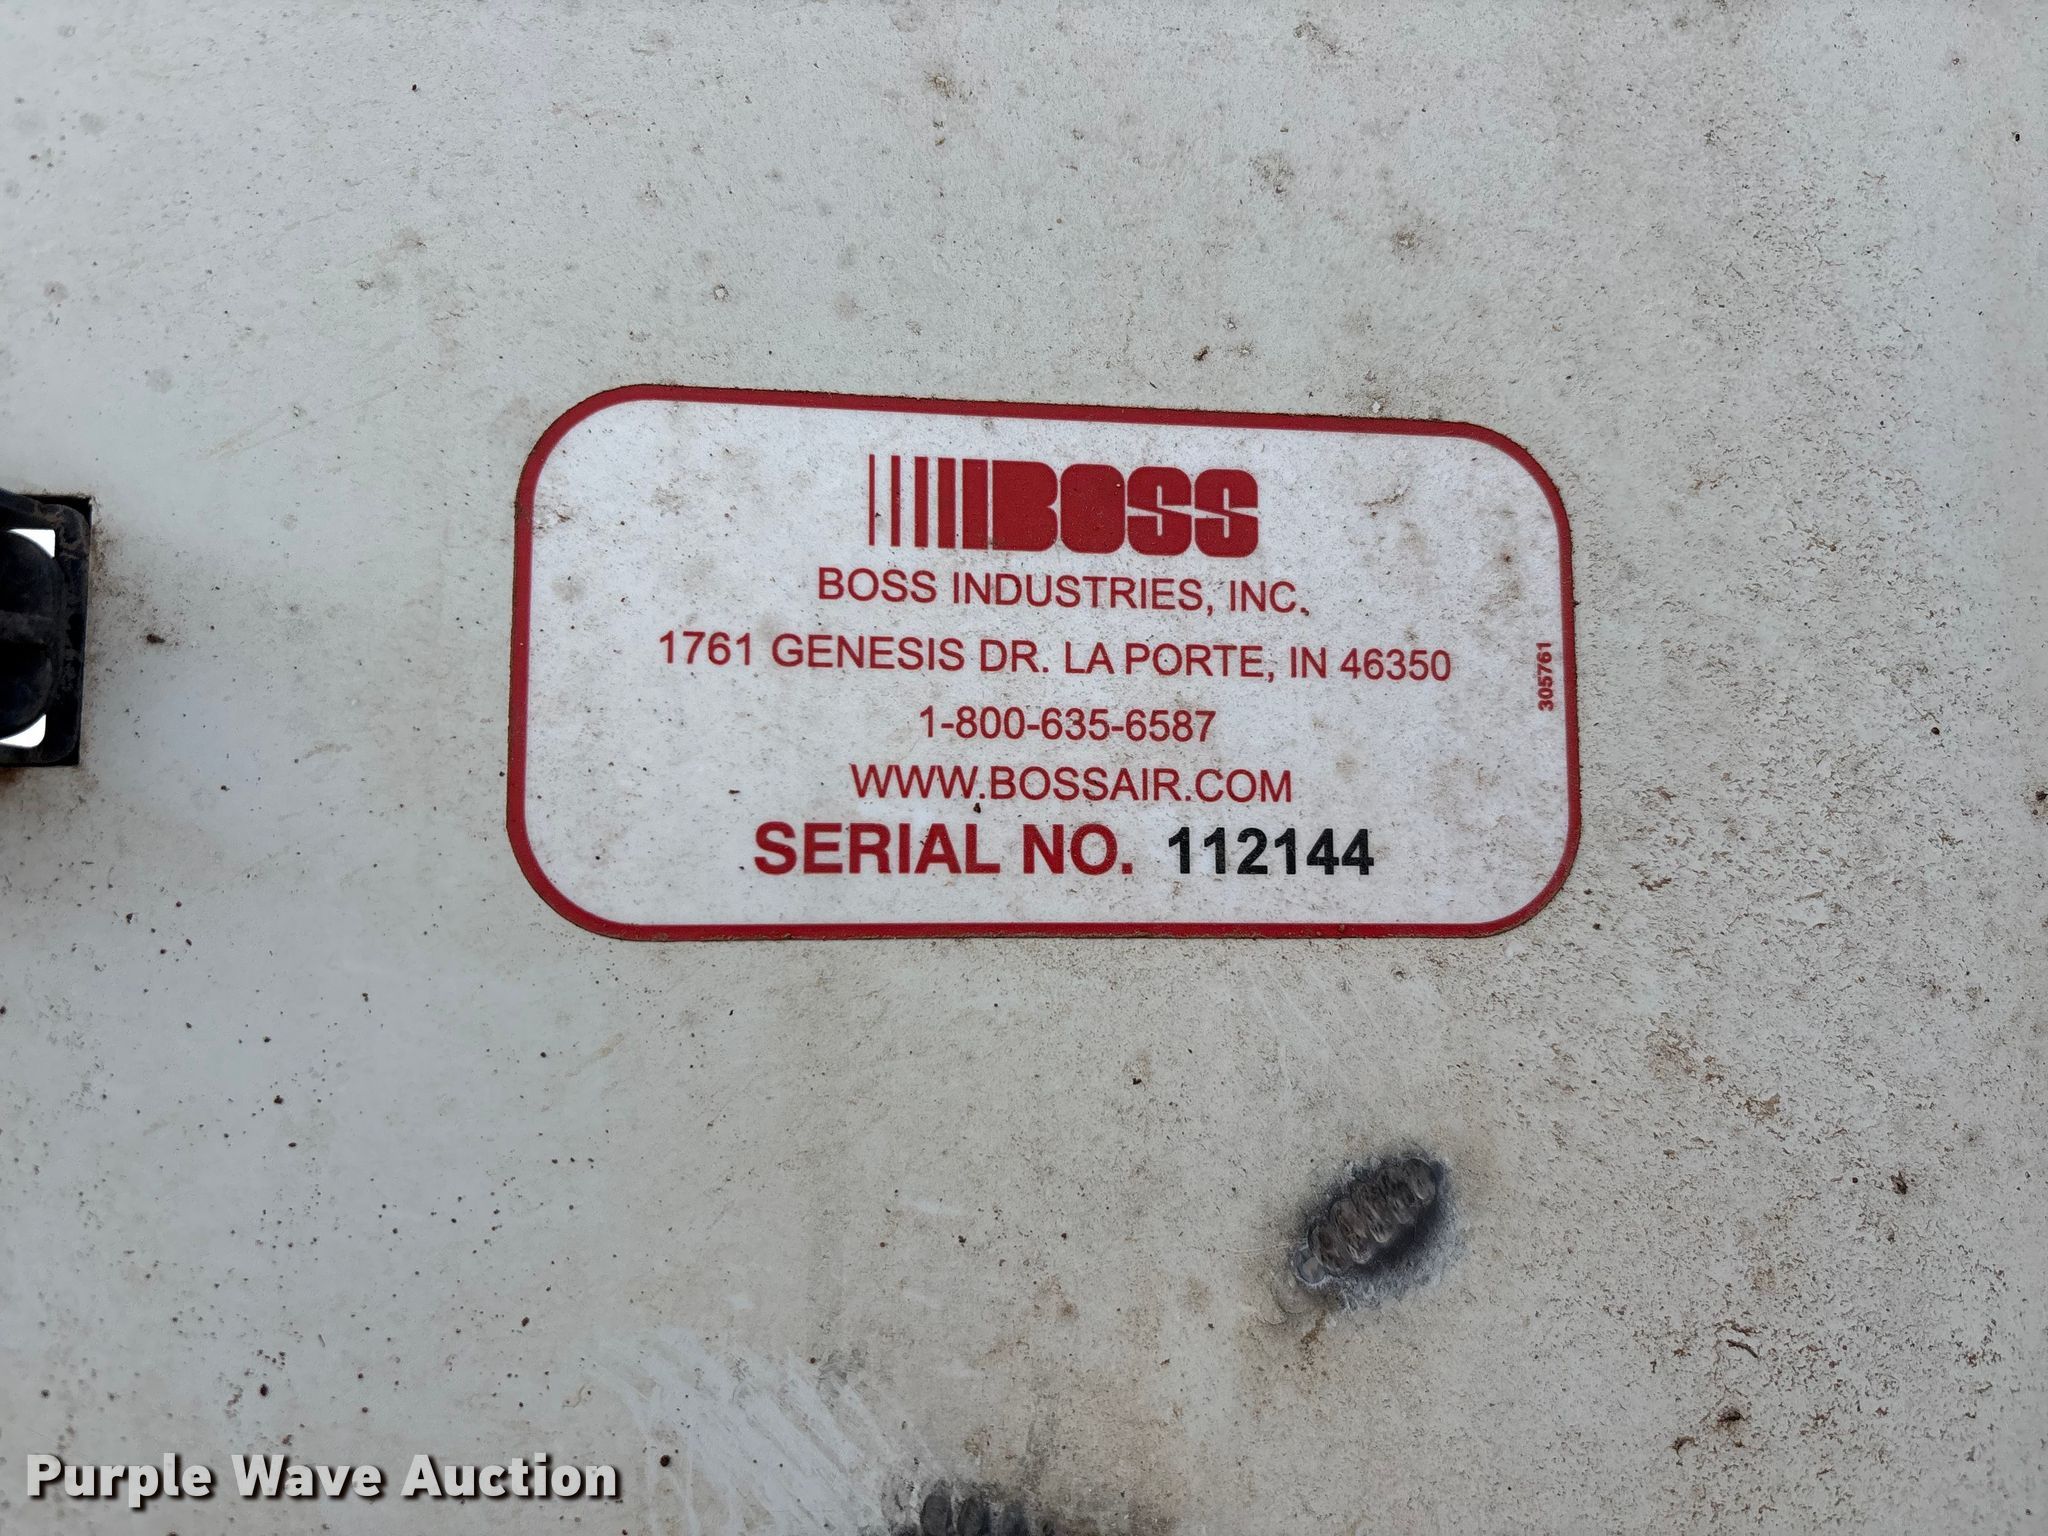 BOSS
BOSS INDUSTRIES, INC.
1761 GENESIS DR. LA PORTE, IN 46350
1-800-635-6587
WWW.BOSSAIR.COM
SERIAL NO. 112144
305761
Purple Wave Auction